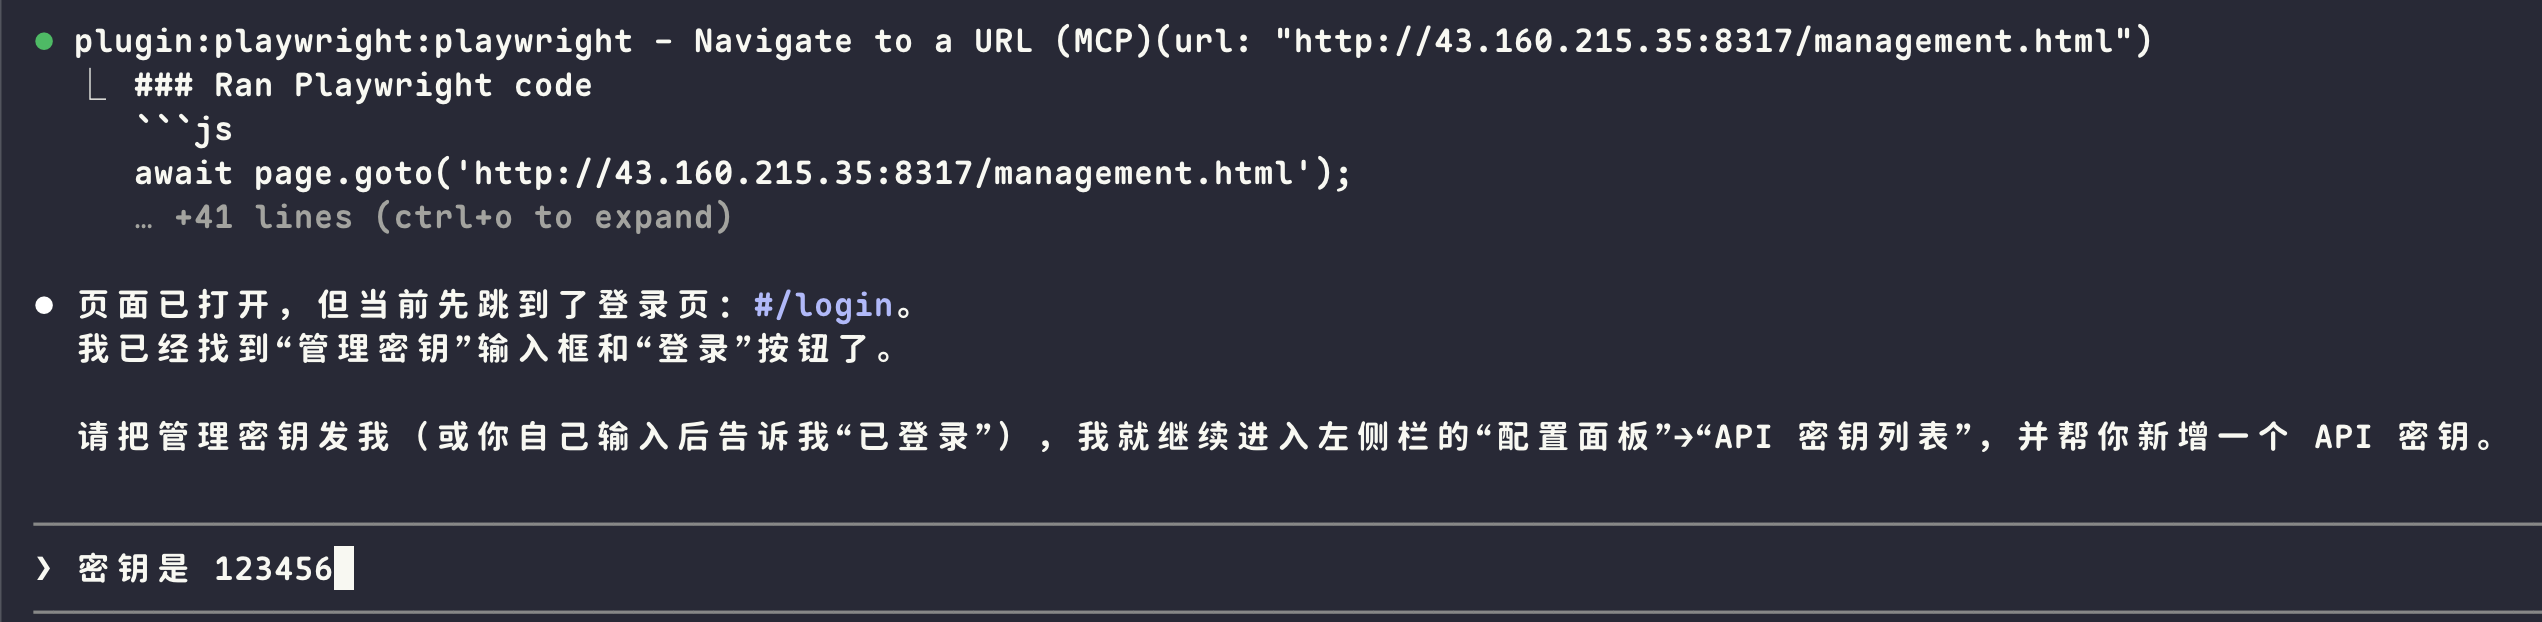 ● plugin:playwright:playwright - Navigate to a URL (MCP)(url: "http://43.160.215.35:8317/management.html")
⎿ ### Ran Playwright code
```js
await page.goto('http://43.160.215.35:8317/management.html');
… +41 lines (ctrl+o to expand)
● 页面已打开，但当前先跳到了登录页：#/login。
我已经找到“管理密钥”输入框和“登录”按钮了。
请把管理密钥发我（或你自己输入后告诉我“已登录”），我就继续进入左侧栏的“配置面板”→“API 密钥列表”，并帮你新增一个 API 密钥。
❯ 密钥是 123456